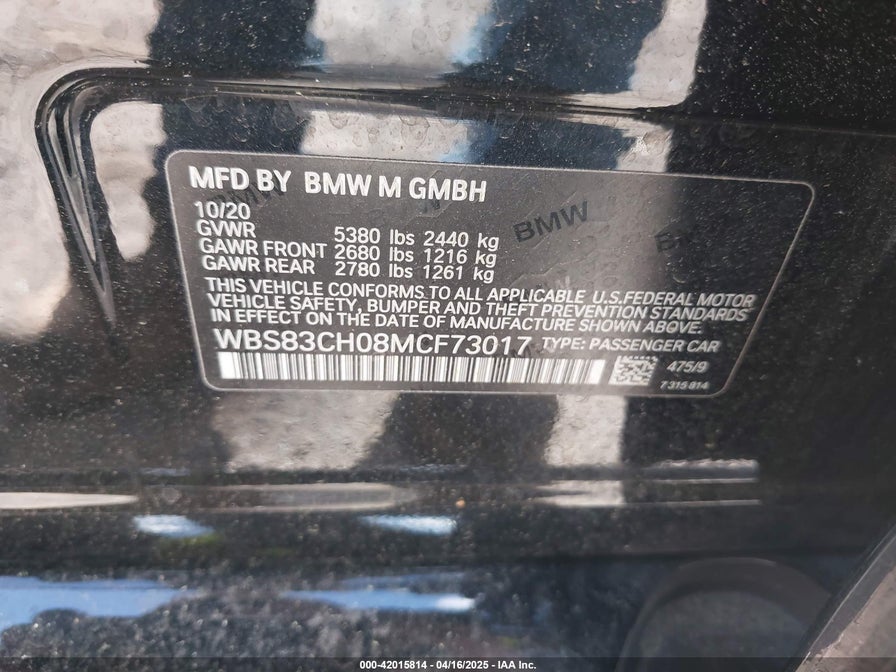 MFD BY BMW M GMBH
10/20
GVWR 5380 lbs 2440 kg
GAWR FRONT 2680 lbs 1216 kg
GAWR REAR 2780 lbs 1261 kg
THIS VEHICLE CONFORMS TO ALL APPLICABLE U.S.FEDERAL MOTOR
VEHICLE SAFETY, BUMPER AND THEFT PREVENTION STANDARDS
IN EFFECT ON THE DATE OF MANUFACTURE SHOWN ABOVE.
WBS83CH08MCF73017 TYPE: PASSENGER CAR
475/9
7 315 814
BMW
000-42015814 - 04/16/2025 - IAA Inc.